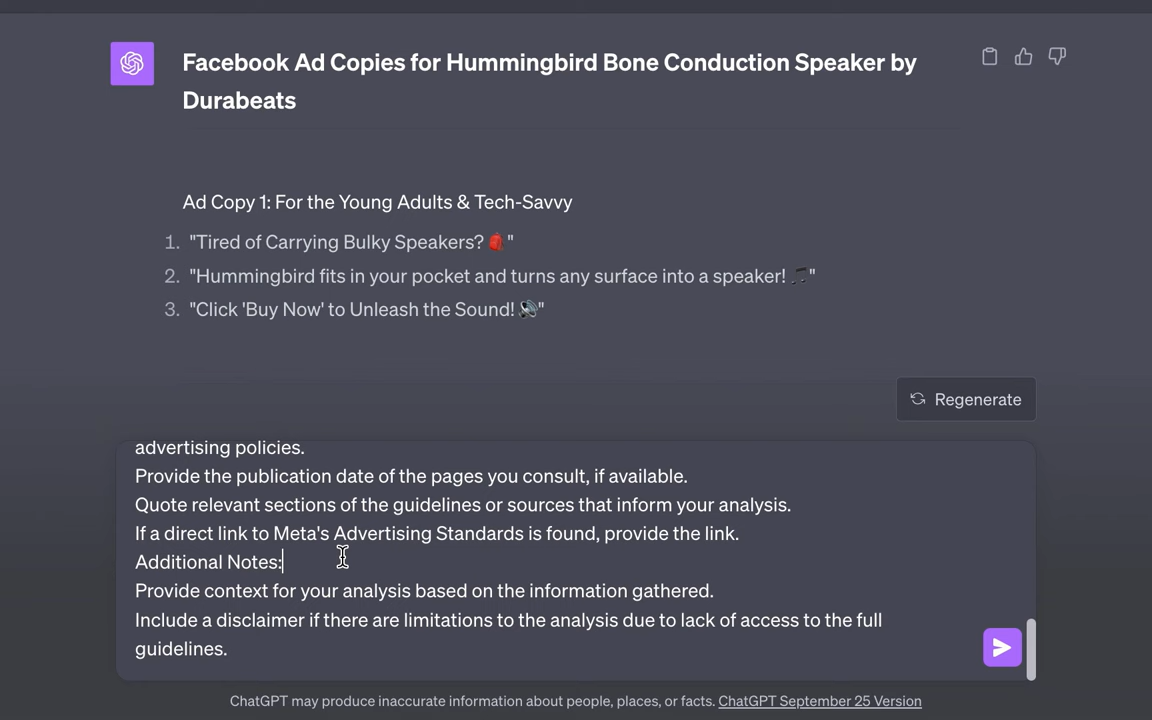 Facebook Ad Copies for Hummingbird Bone Conduction Speaker by
Durabeats
Ad Copy 1: For the Young Adults & Tech-Savvy
1. "Tired of Carrying Bulky Speakers? 🎒"
2. "Hummingbird fits in your pocket and turns any surface into a speaker! 🎵"
3. "Click 'Buy Now' to Unleash the Sound! 🔊"
Regenerate
advertising policies.
Provide the publication date of the pages you consult, if available.
Quote relevant sections of the guidelines or sources that inform your analysis.
If a direct link to Meta's Advertising Standards is found, provide the link.
Additional Notes:
Provide context for your analysis based on the information gathered.
Include a disclaimer if there are limitations to the analysis due to lack of access to the full
guidelines.
ChatGPT may produce inaccurate information about people, places, or facts. ChatGPT September 25 Version